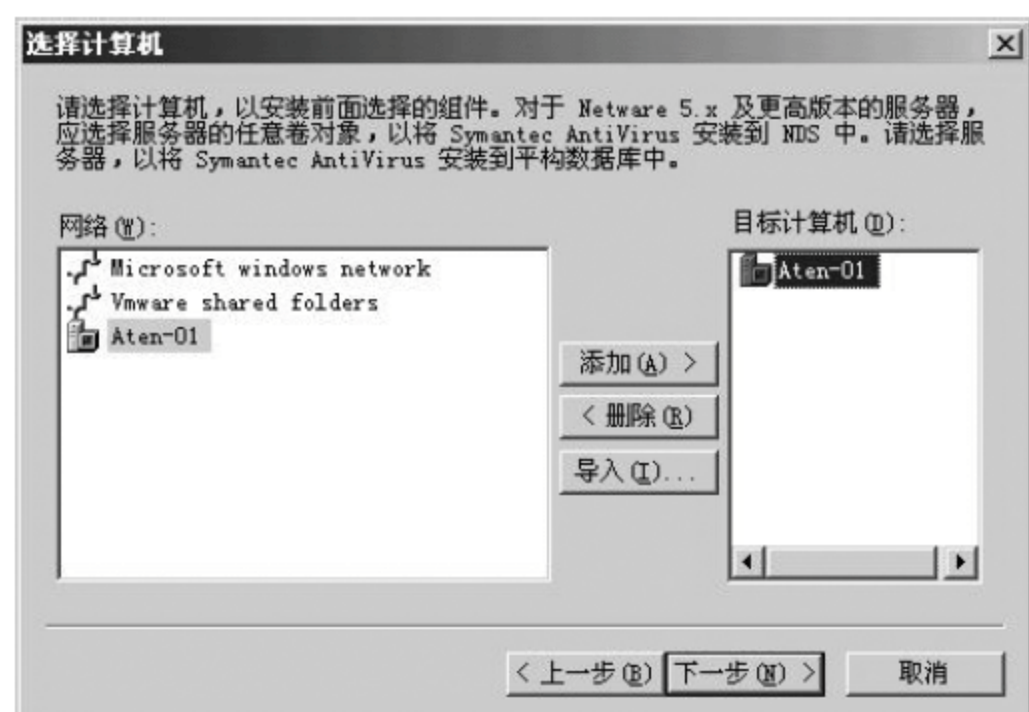 选择计算机
请选择计算机，以安装前面选择的组件。对于 Netware 5.x 及更高版本的服务器，
应选择服务器的任意卷对象，以将 Symantec AntiVirus 安装到 NDS 中。请选择服
务器，以将 Symantec AntiVirus 安装到平构数据库中。
网络(W):
目标计算机(D):
Microsoft windows network
Vmware shared folders
Aten-01
Aten-01
添加(A) >
< 删除(R)
导入(I)...
< 上一步(B)
下一步(N) >
取消